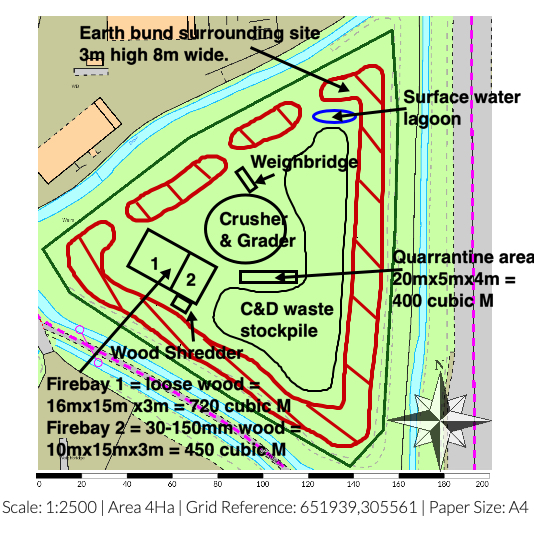 Earth bund surrounding site
3m high 8m wide.
Surface water
lagoon
Weighbridge
Crusher
& Grader
1
2
Quarrantine area
20mx5mx4m =
400 cubic M
C&D waste
stockpile
Wood Shredder
Firebay 1 = loose wood =
16mx15m x3m = 720 cubic M
Firebay 2 = 30-150mm wood =
10mx15mx3m = 450 cubic M
N
0 20 40 60 80 100 120 140 160 180 200
Scale: 1:2500 | Area 4Ha | Grid Reference: 651939,305561 | Paper Size: A4